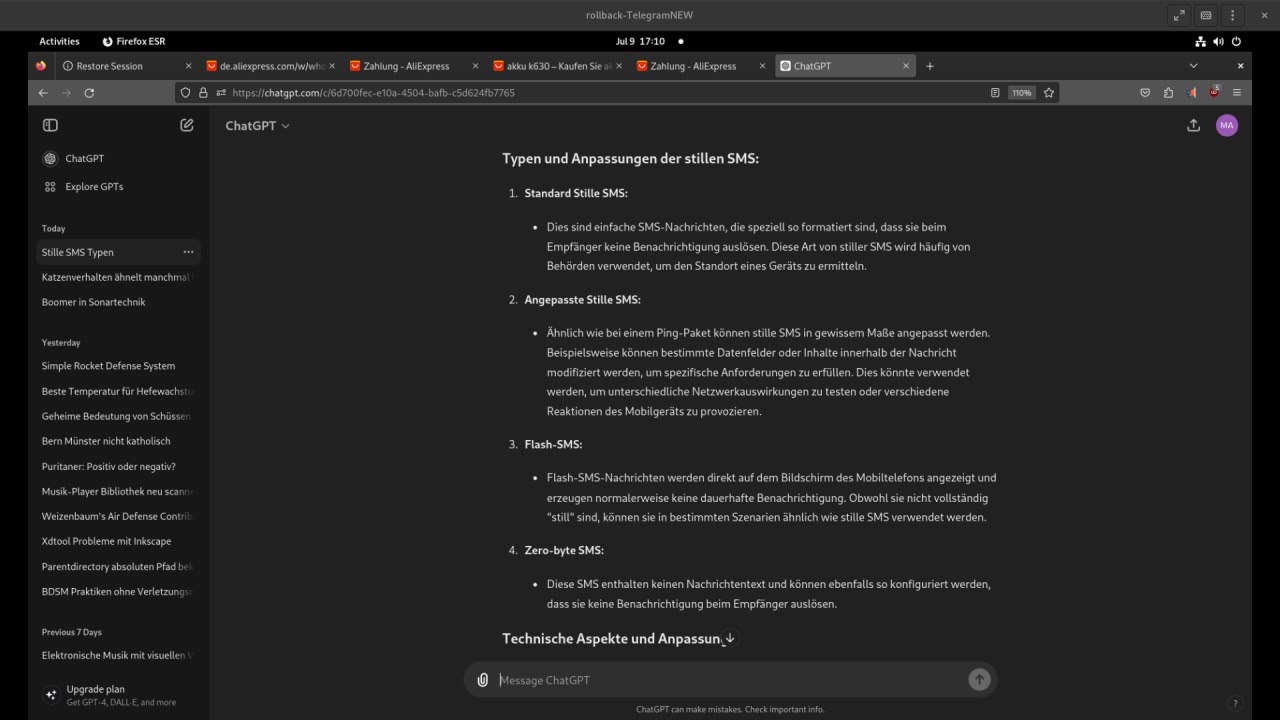 rollback-TelegramNEW
Activities
Firefox ESR
Jul 9 17:10
Restore Session
de.aliexpress.com/w/who
Zahlung - AliExpress
akku k630 – Kaufen Sie
Zahlung - AliExpress
ChatGPT
https://chatgpt.com/c/6d700fec-e10a-4504-bafb-c5d624fb7765
110%
5
ChatGPT
MA
ChatGPT
Explore GPTs
Today
Stille SMS Typen
Katzenverhalten ähnelt manchmal
Boomer in Sonartechnik
Yesterday
Simple Rocket Defense System
Beste Temperatur für Hefewachstu
Geheime Bedeutung von Schüssen
Bern Münster nicht katholisch
Puritaner: Positiv oder negativ?
Musik-Player Bibliothek neu scanne
Weizenbaum's Air Defense Contrib
Xdtool Probleme mit Inkscape
Parentdirectory absoluten Pfad bek
BDSM Praktiken ohne Verletzungsr
Previous 7 Days
Elektronische Musik mit visuellen V
Upgrade plan
Get GPT-4, DALL·E, and more
Typen und Anpassungen der stillen SMS:
1. Standard Stille SMS:
• Dies sind einfache SMS-Nachrichten, die speziell so formatiert sind, dass sie beim
Empfänger keine Benachrichtigung auslösen. Diese Art von stiller SMS wird häufig von
Behörden verwendet, um den Standort eines Geräts zu ermitteln.
2. Angepasste Stille SMS:
• Ähnlich wie bei einem Ping-Paket können stille SMS in gewissem Maße angepasst werden.
Beispielsweise können bestimmte Datenfelder oder Inhalte innerhalb der Nachricht
modifiziert werden, um spezifische Anforderungen zu erfüllen. Dies könnte verwendet
werden, um unterschiedliche Netzwerkauswirkungen zu testen oder verschiedene
Reaktionen des Mobilgeräts zu provozieren.
3. Flash-SMS:
• Flash-SMS-Nachrichten werden direkt auf dem Bildschirm des Mobiltelefons angezeigt und
erzeugen normalerweise keine dauerhafte Benachrichtigung. Obwohl sie nicht vollständig
"still" sind, können sie in bestimmten Szenarien ähnlich wie stille SMS verwendet werden.
4. Zero-byte SMS:
• Diese SMS enthalten keinen Nachrichtentext und können ebenfalls so konfiguriert werden,
dass sie keine Benachrichtigung beim Empfänger auslösen.
Technische Aspekte und Anpassun
Message ChatGPT
ChatGPT can make mistakes. Check important info.
?